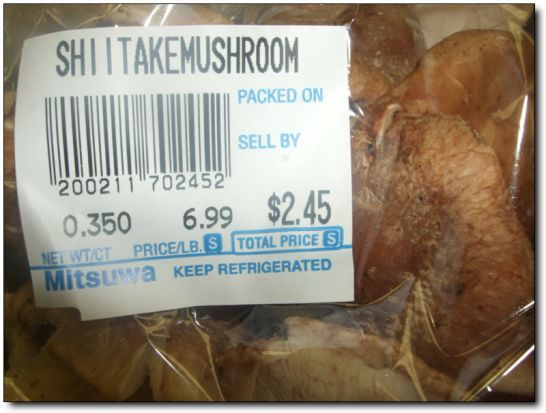 SHIITAKEMUSHROOM
PACKED ON
SELL BY
200211 702452
0.350 6.99 $2.45
NET WT/CT PRICE/LB. S TOTAL PRICE S
Mitsuwa KEEP REFRIGERATED